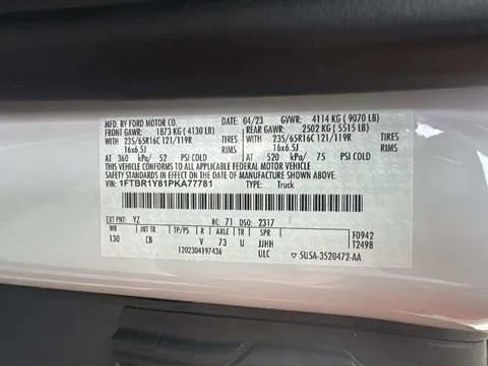 MFD. BY FORD MOTOR CO. DATE: 04/23 GVWR: 4114 KG ( 9070 LB)
FRONT GAWR: 1873 KG ( 4130 LB) REAR GAWR: 2502 KG ( 5515 LB)
WITH 235/65R16C 121/119R TIRES WITH 235/65R16C 121/119R TIRES
16x6.5J RIMS 16x6.5J RIMS
AT 360 kPa/ 52 PSI COLD AT 520 kPa/ 75 PSI COLD
THIS VEHICLE CONFORMS TO ALL APPLICABLE FEDERAL MOTOR VEHICLE
SAFETY STANDARDS IN EFFECT ON THE DATE OF MANUFACTURE SHOWN ABOVE.
VIN: 1FTBR1Y81PKA77781 TYPE: Truck
EXT PNT: YZ RC: 71 DSO: 2317
WB TP/PS R AXLE TR SPR FD942
130 CB V 73 U JJHH T2498
1202304197436 ULC 5U5A-3520472-AA